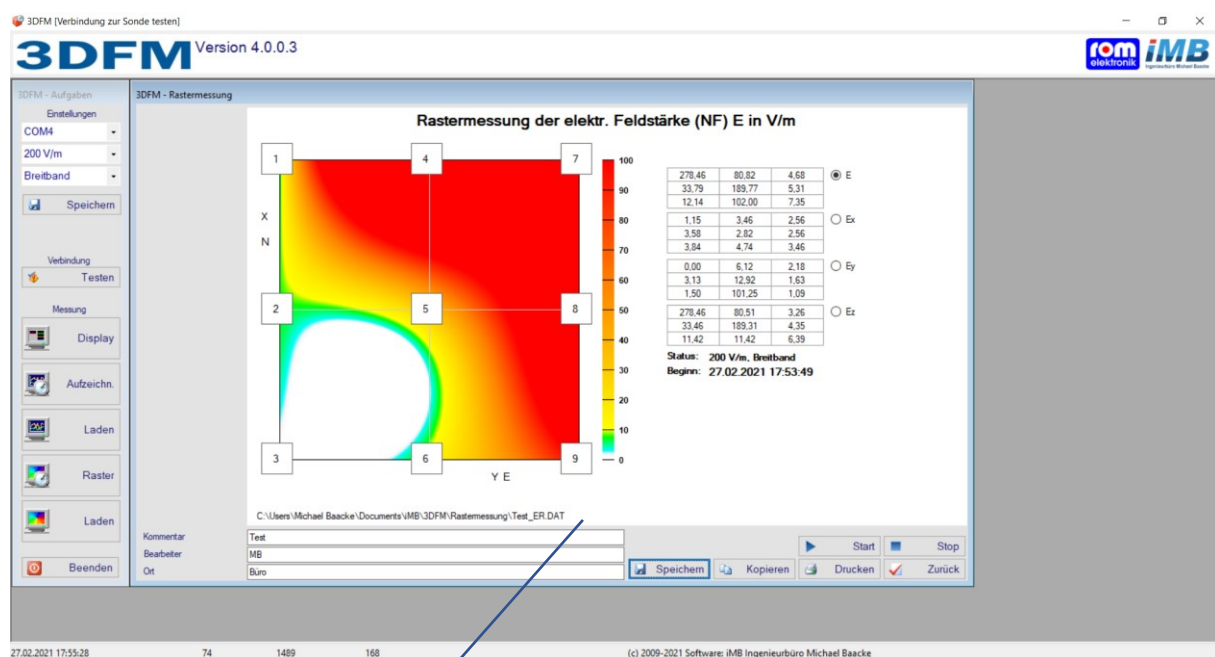 3DFM [Verbindung zur Sonde testen]
3DFM Version 4.0.0.3
rom elektronik
iMB
Ingenieurbüro Michael Baacke
3DFM - Aufgaben
Einstellungen
COM4
200 V/m
Breitband
Speichern
Verbindung
Testen
Messung
Display
Aufzeichn.
Laden
Raster
Laden
Beenden
3DFM - Rastermessung
Rastermessung der elektr. Feldstärke (NF) E in V/m
1 4 7
X
N
2 5 8
3 6 9
Y E
100
90
80
70
60
50
40
30
20
10
0
278,46 80,82 4,68 E
33,79 189,77 5,31
12,14 102,00 7,35
1,15 3,46 2,56 Ex
3,58 2,82 2,56
3,84 4,74 3,46
0,00 6,12 2,18 Ey
3,13 12,92 1,63
1,50 101,25 1,09
278,46 80,51 3,26 Ez
33,46 189,31 4,35
11,42 11,42 6,39
Status: 200 V/m, Breitband
Beginn: 27.02.2021 17:53:49
C:\Users\Michael Baacke\Documents\iMB\3DFM\Rastermessung\Test_ER.DAT
Kommentar Test
Bearbeiter MB
Ort Büro
Start Stop
Speichern Kopieren Drucken Zurück
27.02.2021 17:55:28 74 1489 168 (c) 2009-2021 Software: iMB Ingenieurbüro Michael Baacke